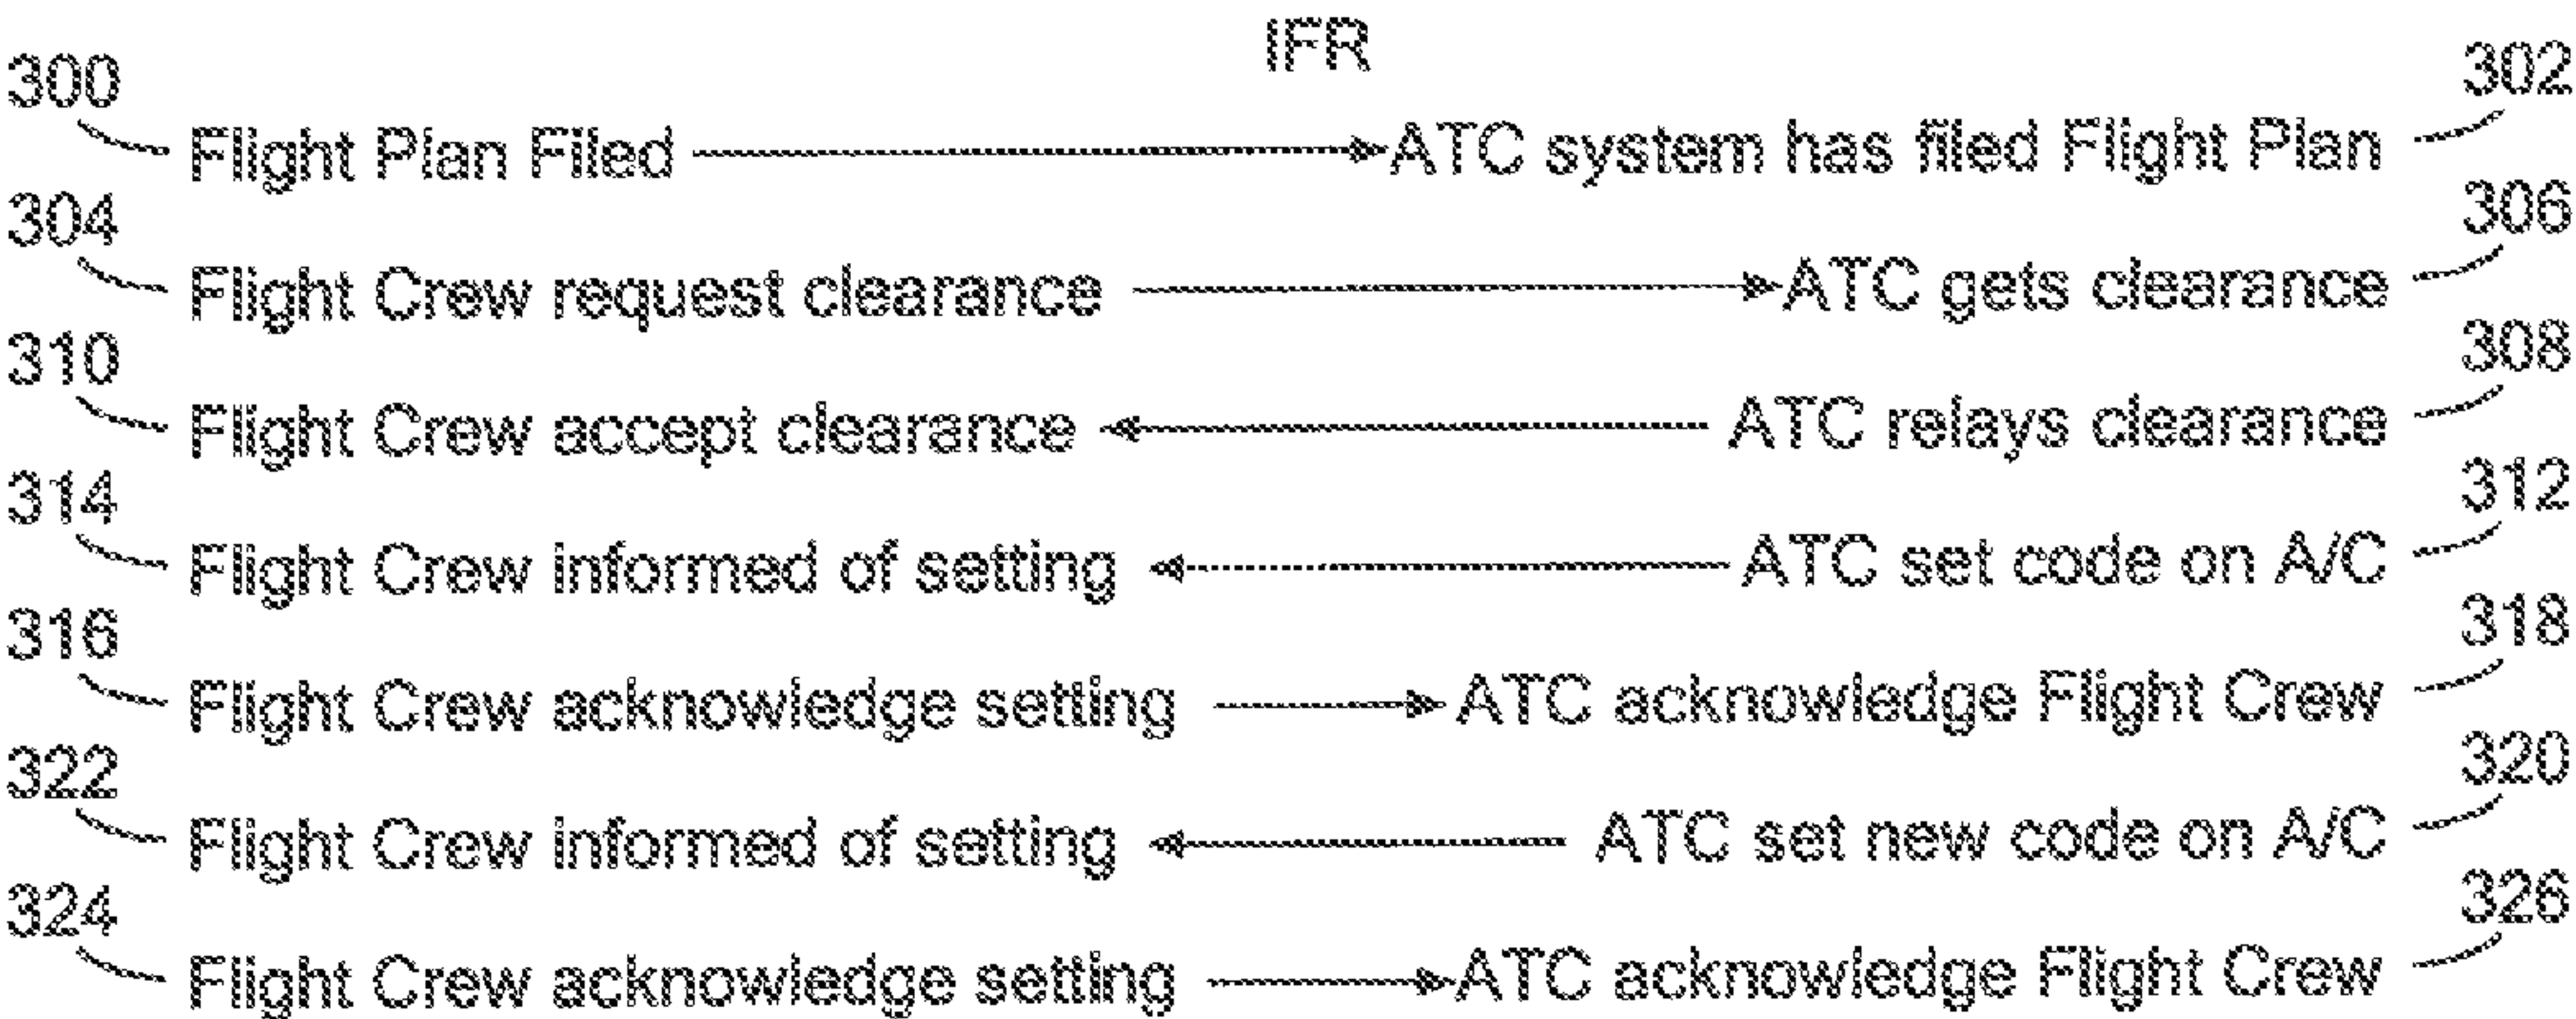 IFR
300 302
Flight Plan Filed ATC system has filed Flight Plan
304 306
Flight Crew request clearance ATC gets clearance
310 308
Flight Crew accept clearance ATC relays clearance
314 312
Flight Crew informed of setting ATC set code on A/C
316 318
Flight Crew acknowledge setting ATC acknowledge Flight Crew
322 320
Flight Crew informed of setting ATC set new code on A/C
324 326
Flight Crew acknowledge setting ATC acknowledge Flight Crew